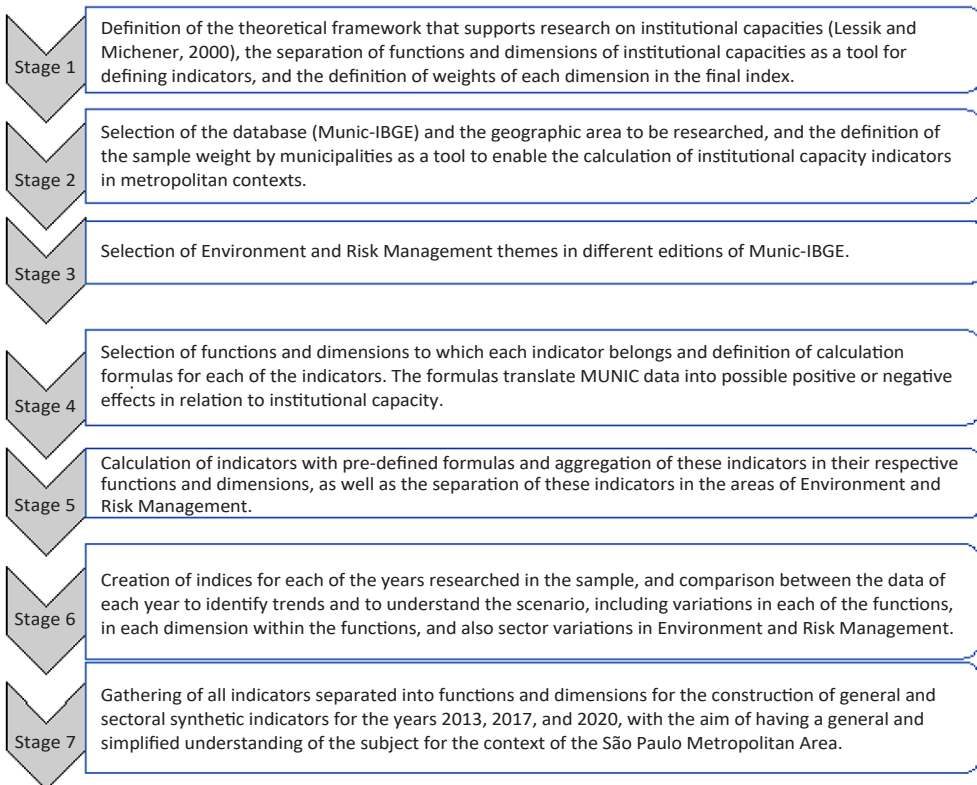 Stage 1
Definition of the theoretical framework that supports research on institutional capacities (Lessik and
Michener, 2000), the separation of functions and dimensions of institutional capacities as a tool for
defining indicators, and the definition of weights of each dimension in the final index.
Stage 2
Selection of the database (Munic-IBGE) and the geographic area to be researched, and the definition of
the sample weight by municipalities as a tool to enable the calculation of institutional capacity indicators
in metropolitan contexts.
Stage 3
Selection of Environment and Risk Management themes in different editions of Munic-IBGE.
Stage 4
Selection of functions and dimensions to which each indicator belongs and definition of calculation
formulas for each of the indicators. The formulas translate MUNIC data into possible positive or negative
effects in relation to institutional capacity.
Stage 5
Calculation of indicators with pre-defined formulas and aggregation of these indicators in their respective
functions and dimensions, as well as the separation of these indicators in the areas of Environment and
Risk Management.
Stage 6
Creation of indices for each of the years researched in the sample, and comparison between the data of
each year to identify trends and to understand the scenario, including variations in each of the functions,
in each dimension within the functions, and also sector variations in Environment and Risk Management.
Stage 7
Gathering of all indicators separated into functions and dimensions for the construction of general and
sectoral synthetic indicators for the years 2013, 2017, and 2020, with the aim of having a general and
simplified understanding of the subject for the context of the São Paulo Metropolitan Area.